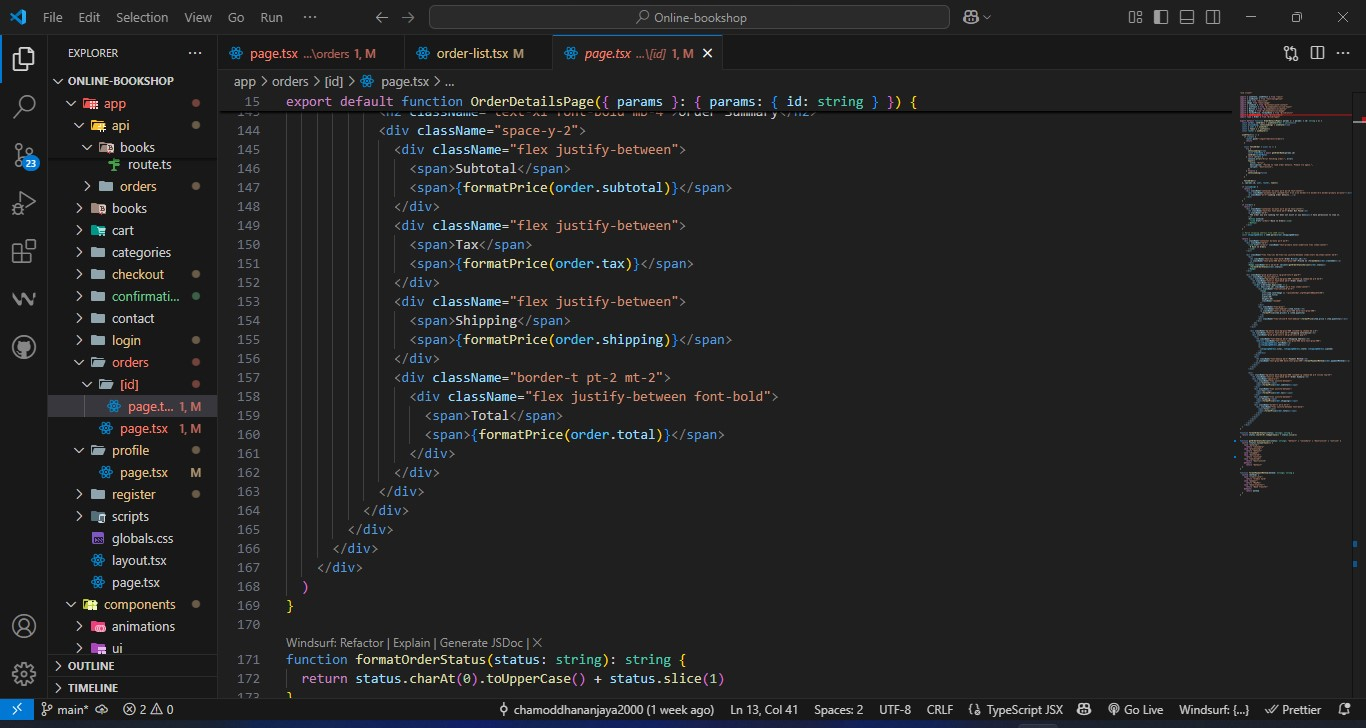 File Edit Selection View Go Run ··· Online-bookshop
EXPLORER ···
page.tsx ...\orders 1, M order-list.tsx M page.tsx ...\[id] 1, M
ONLINE-BOOKSHOP
app > orders > [id] > page.tsx > ...
app
api
books
route.ts
orders
books
cart
categories
checkout
confirmati...
contact
login
orders
[id]
page.t... 1, M
page.tsx 1, M
profile
page.tsx M
register
scripts
globals.css
layout.tsx
page.tsx
components
animations
ui
OUTLINE
TIMELINE
15 export default function OrderDetailsPage({ params }: { params: { id: string } }) {
144 <div className="space-y-2">
145 <div className="flex justify-between">
146 <span>Subtotal</span>
147 <span>{formatPrice(order.subtotal)}</span>
148 </div>
149 <div className="flex justify-between">
150 <span>Tax</span>
151 <span>{formatPrice(order.tax)}</span>
152 </div>
153 <div className="flex justify-between">
154 <span>Shipping</span>
155 <span>{formatPrice(order.shipping)}</span>
156 </div>
157 <div className="border-t pt-2 mt-2">
158 <div className="flex justify-between font-bold">
159 <span>Total</span>
160 <span>{formatPrice(order.total)}</span>
161 </div>
162 </div>
163 </div>
164 </div>
165 </div>
166 </div>
167 </div>
168 )
169 }
170
Windsurf: Refactor | Explain | Generate JSDoc | X
171 function formatOrderStatus(status: string): string {
172 return status.charAt(0).toUpperCase() + status.slice(1)
173 }
23
main* 2 0 chamoddhananjaya2000 (1 week ago) Ln 13, Col 41 Spaces: 2 UTF-8 CRLF {} TypeScript JSX Go Live Windsurf: {...} Prettier